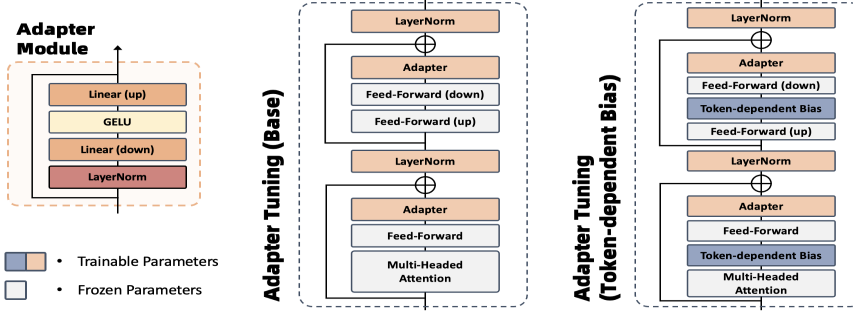 Adapter
Module
Linear (up)
GELU
Linear (down)
LayerNorm
• Trainable Parameters
• Frozen Parameters
Adapter Tuning (Base)
LayerNorm
Adapter
Feed-Forward (down)
Feed-Forward (up)
LayerNorm
Adapter
Feed-Forward
Multi-Headed
Attention
Adapter Tuning
(Token-dependent Bias)
LayerNorm
Adapter
Feed-Forward (down)
Token-dependent Bias
Feed-Forward (up)
LayerNorm
Adapter
Feed-Forward
Token-dependent Bias
Multi-Headed
Attention